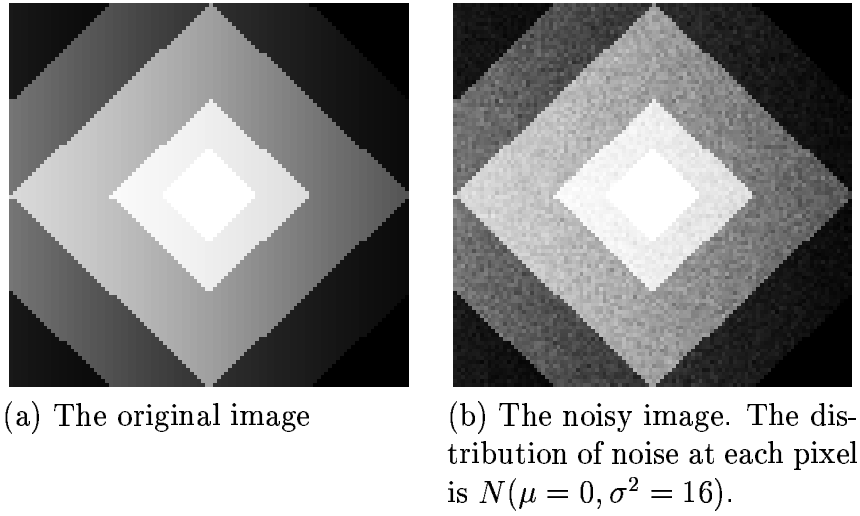 (a) The original image
(b) The noisy image. The dis-
tribution of noise at each pixel
is N(μ = 0, σ² = 16).